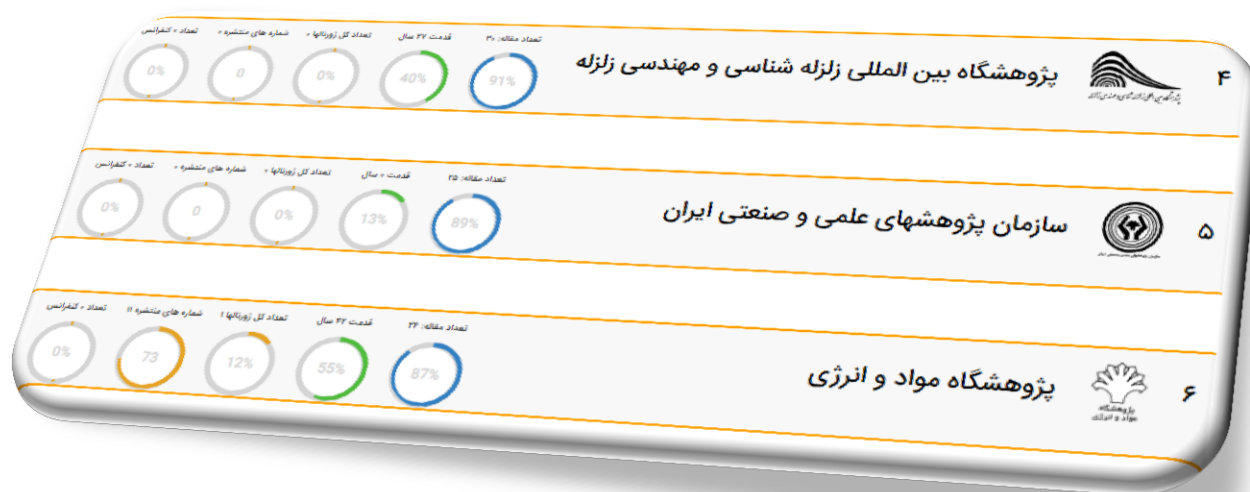 ۴
پژوهشگاه بین المللی زلزله شناسی و مهندسی زلزله
تعداد مقاله: ۳۰
قدمت ۲۷ سال
تعداد کل ژورنالها ۰
شماره های منتشره ۰
تعداد ۰ کنفرانس
91%
40%
0%
0
0%
۵
سازمان پژوهشهای علمی و صنعتی ایران
تعداد مقاله: ۲۵
قدمت ۰ سال
تعداد کل ژورنالها ۰
شماره های منتشره ۰
تعداد ۰ کنفرانس
89%
13%
0%
0
0%
۶
پژوهشگاه مواد و انرژی
پژوهشگاه
مواد و انرژی
تعداد مقاله: ۲۴
قدمت ۴۲ سال
تعداد کل ژورنالها ۱
شماره های منتشره ۱۱
تعداد ۰ کنفرانس
87%
55%
12%
73
0%